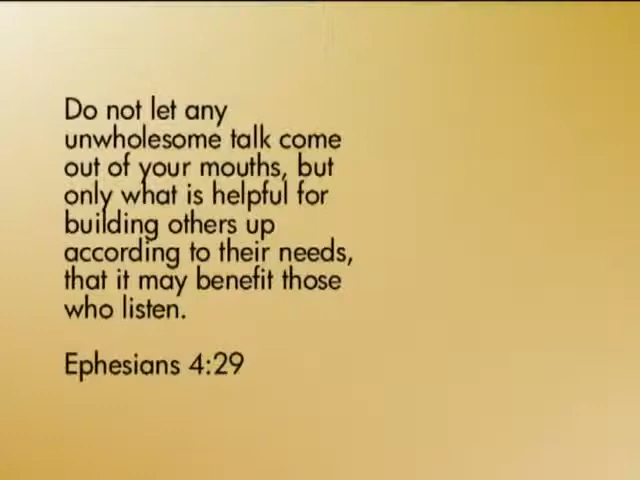 Do not let any
unwholesome talk come
out of your mouths, but
only what is helpful for
building others up
according to their needs,
that it may benefit those
who listen.
Ephesians 4:29